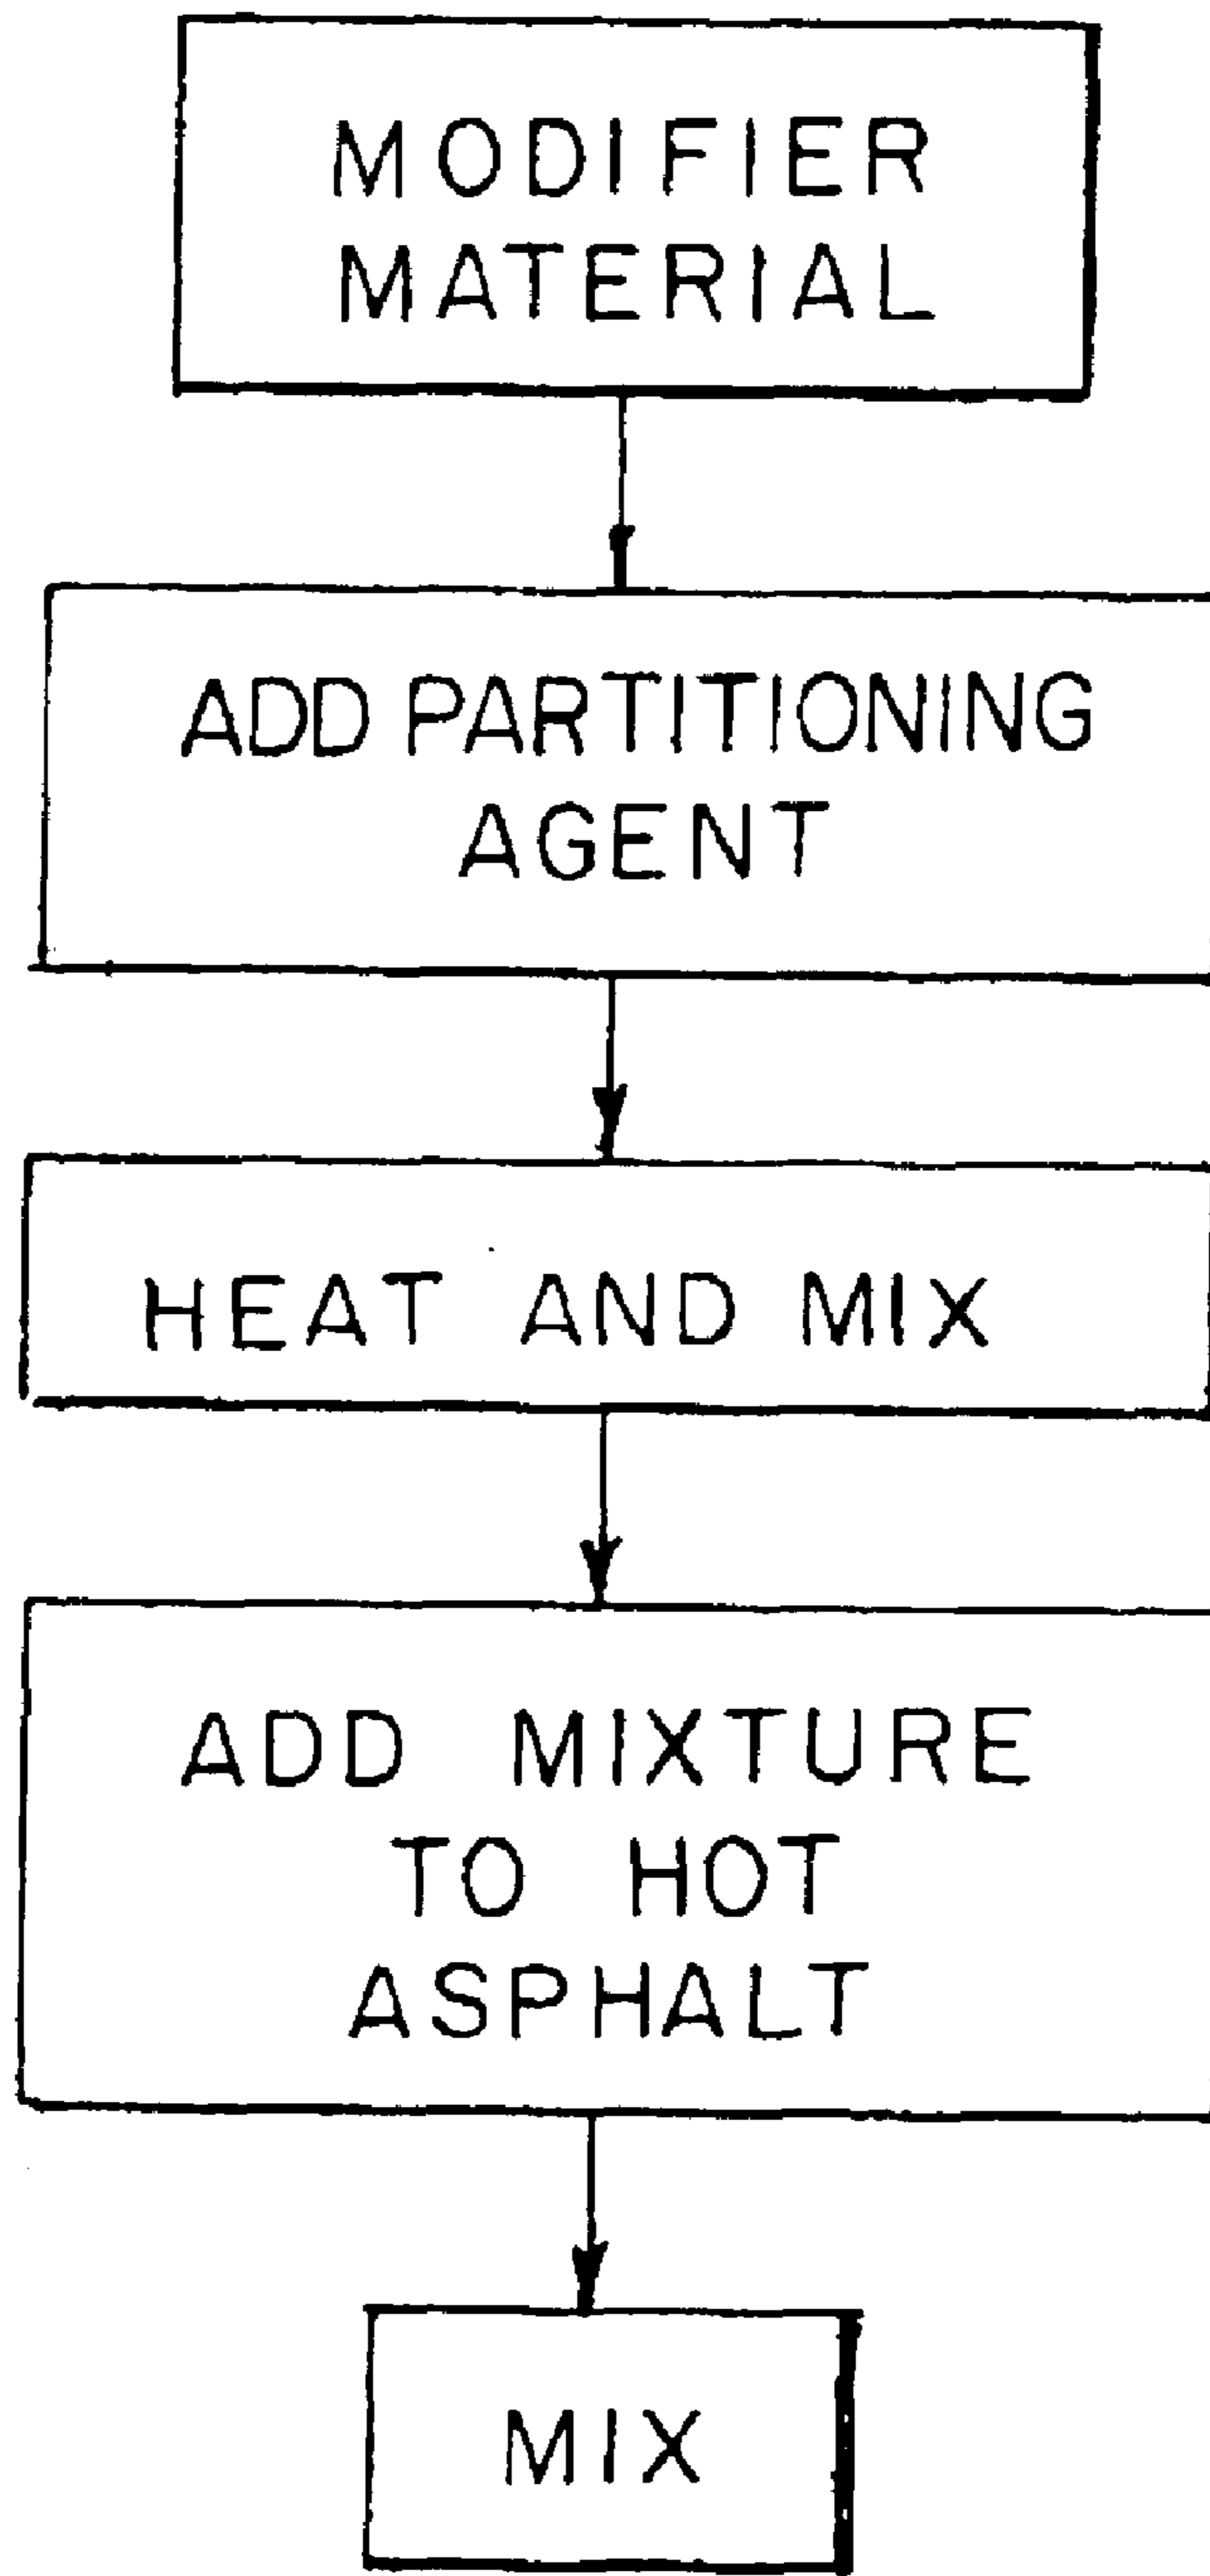 MODIFIER
MATERIAL
ADD PARTITIONING
AGENT
HEAT AND MIX
ADD MIXTURE
TO HOT
ASPHALT
MIX